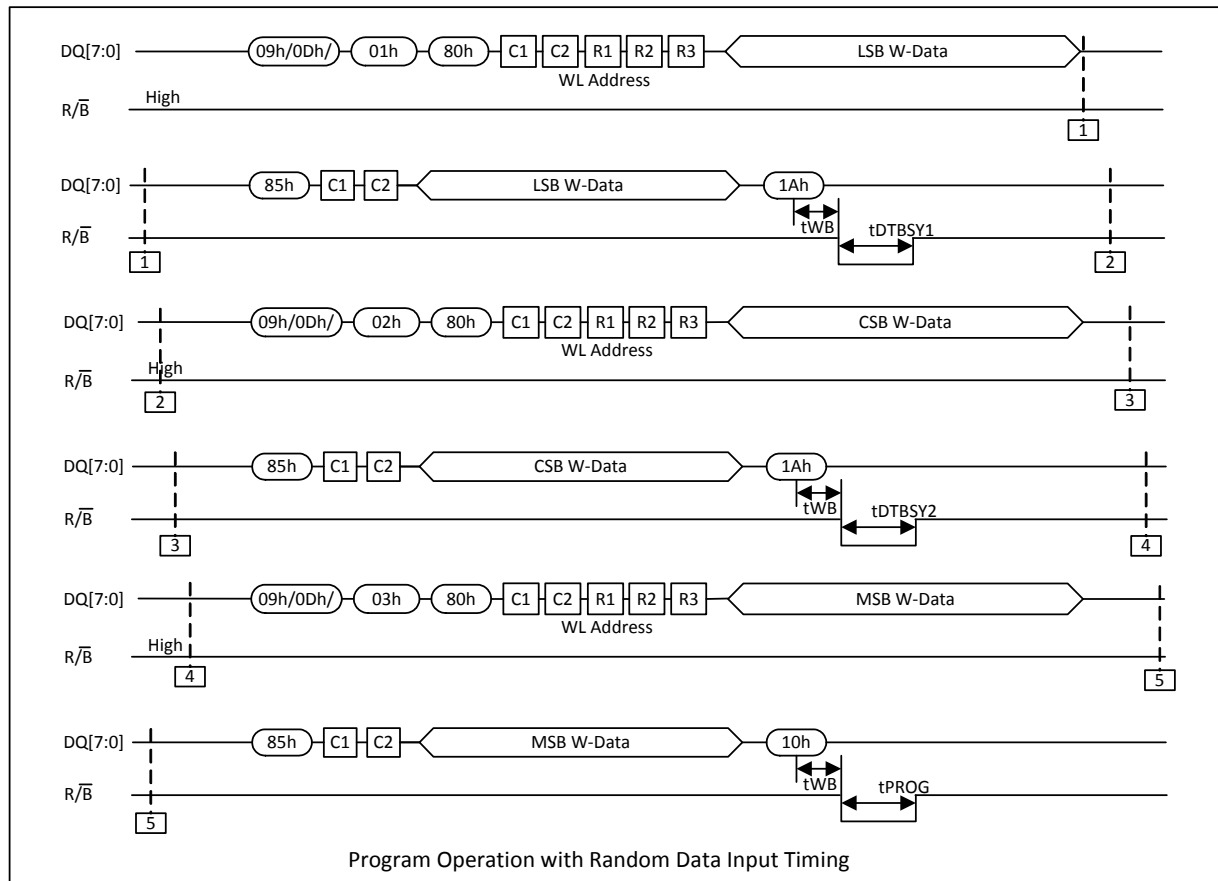 DQ[7:0] 09h/0Dh/ 01h 80h C1 C2 R1 R2 R3 LSB W-Data
WL Address
R/B High
1
DQ[7:0] 85h C1 C2 LSB W-Data 1Ah
tWB tDTBSY1
R/B
1 2
DQ[7:0] 09h/0Dh/ 02h 80h C1 C2 R1 R2 R3 CSB W-Data
WL Address
R/B High
2 3
DQ[7:0] 85h C1 C2 CSB W-Data 1Ah
tWB tDTBSY2
R/B
3 4
DQ[7:0] 09h/0Dh/ 03h 80h C1 C2 R1 R2 R3 MSB W-Data
WL Address
R/B High
4 5
DQ[7:0] 85h C1 C2 MSB W-Data 10h
tWB tPROG
R/B
5
Program Operation with Random Data Input Timing